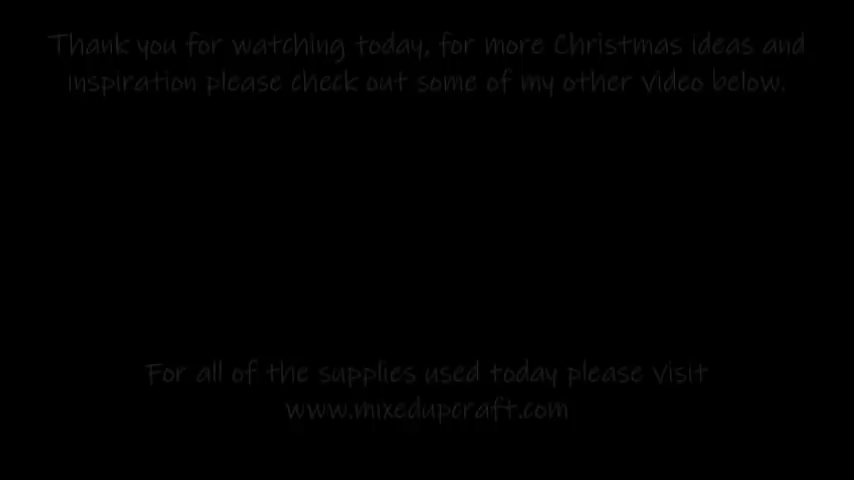 Thank you for watching today, for more Christmas ideas and
inspiration please check out some of my other video below.
For all of the supplies used today please visit
www.mixedupcraft.com